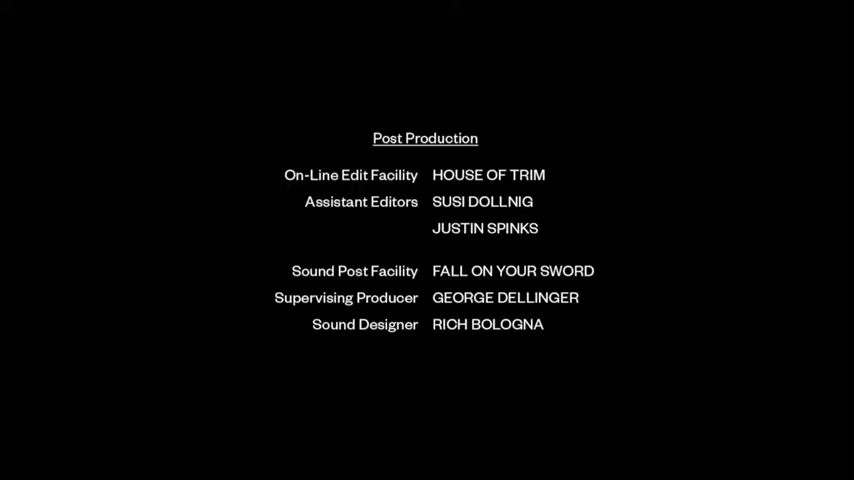 Post Production
On-Line Edit Facility HOUSE OF TRIM
Assistant Editors SUSI DOLLNIG
JUSTIN SPINKS
Sound Post Facility FALL ON YOUR SWORD
Supervising Producer GEORGE DELLINGER
Sound Designer RICH BOLOGNA